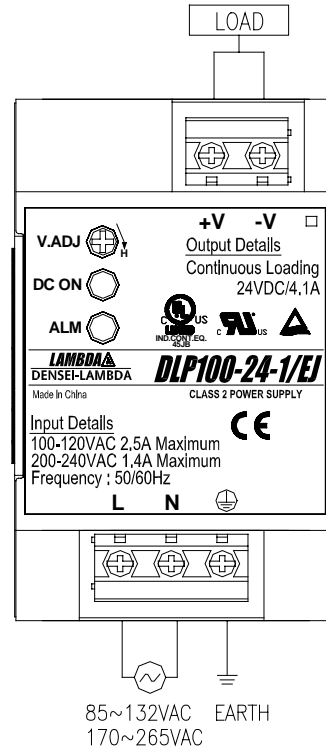 LOAD
+V -V
V.ADJ
H
Output Details
Continuous Loading
24VDC/4,1A
DC ON
ALM
C UL US
LISTED
IND.CONT.EQ.
45JB
C US
LAMBDA
DENSEI-LAMBDA
DLP100-24-1/EJ
Made in China
CLASS 2 POWER SUPPLY
CE
Input Details
100-120VAC 2,5A Maximum
200-240VAC 1,4A Maximum
Frequency : 50/60Hz
L N
85~132VAC EARTH
170~265VAC